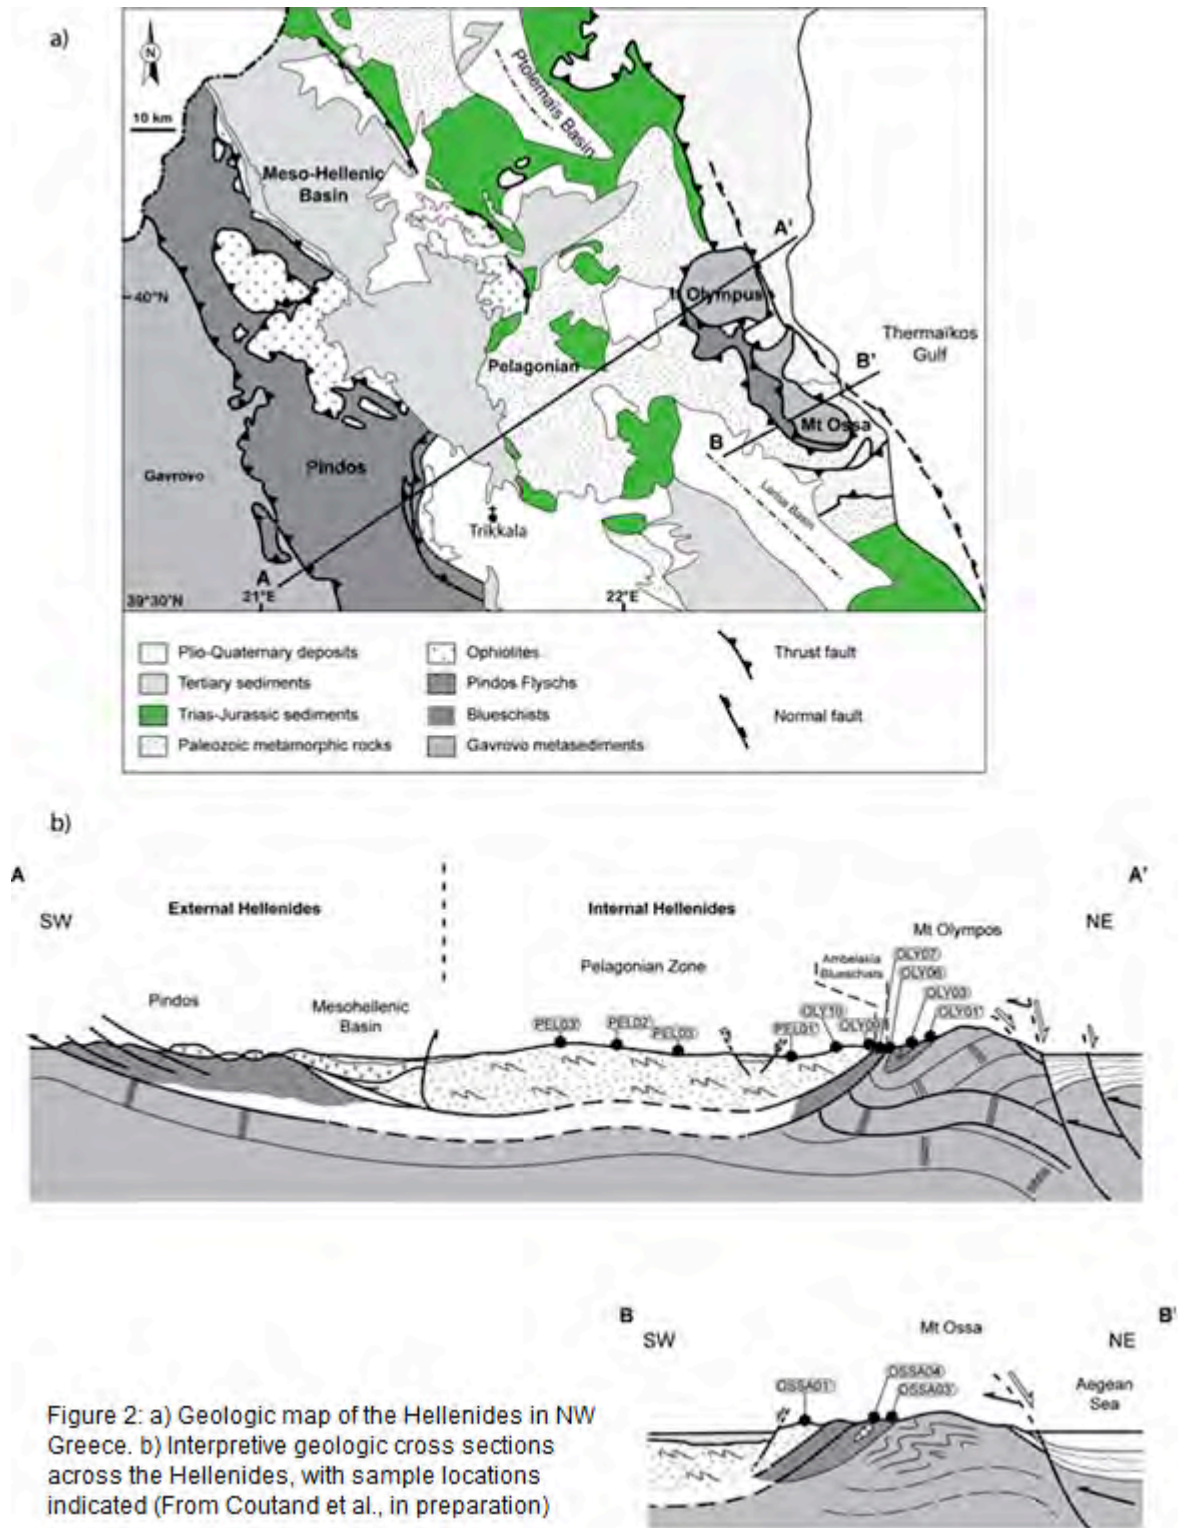 a)
N
10 km
Ptolemais Basin
Meso-Hellenic
Basin
A'
40°N
Olympus
Thermaïkos
Gulf
B'
Pelagonian
Mt Ossa
B
Gavrovo
Pindos
Larisa Basin
Trikkala
A
39°30'N
21°E
22°E
Plio-Quaternary deposits
Tertiary sediments
Trias-Jurassic sediments
Paleozoic metamorphic rocks
Ophiolites
Pindos Flyschs
Blueschists
Gavrovo metasediments
Thrust fault
Normal fault
b)
A
A'
SW
External Hellenides
Internal Hellenides
NE
Mt Olympos
Pelagonian Zone
Ambelakia
Blueschists
Pindos
Mesohellenic
Basin
OLY07
OLY06
OLY03
OLY01'
OLY10
PEL03'
PEL02'
PEL03
PEL01'
B
B'
SW
Mt Ossa
NE
OSSA01'
OSSA04
OSSA03'
Aegean
Sea
Figure 2: a) Geologic map of the Hellenides in NW
Greece. b) Interpretive geologic cross sections
across the Hellenides, with sample locations
indicated (From Coutand et al., in preparation)